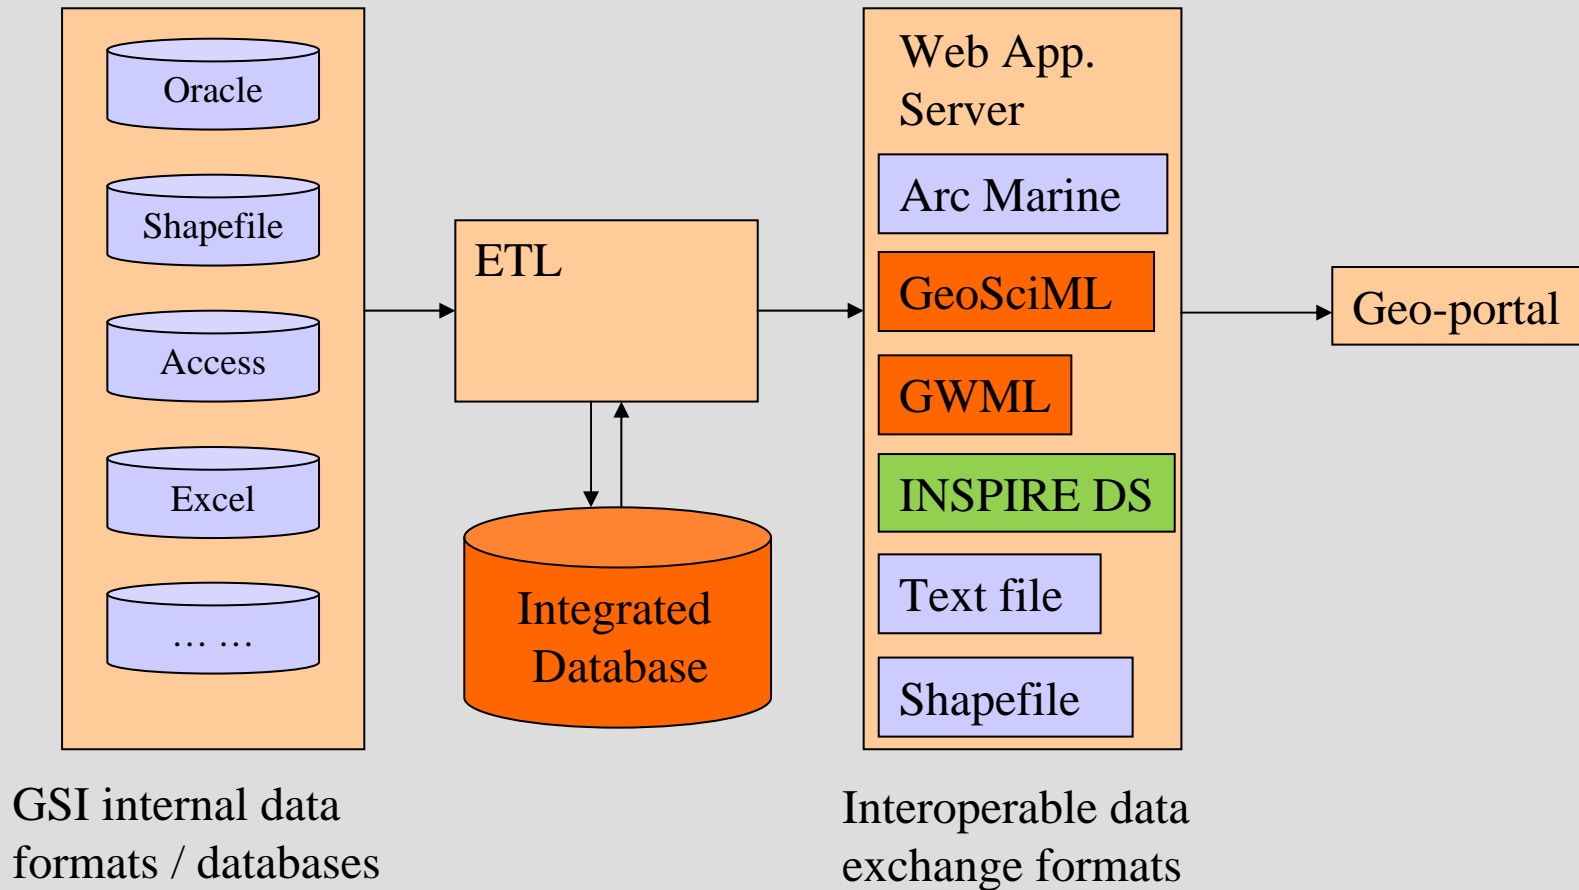 Oracle
Shapefile
Access
Excel
... ...
GSI internal data
formats / databases
ETL
Integrated
Database
Web App.
Server
Arc Marine
GeoSciML
GWML
INSPIRE DS
Text file
Shapefile
Interoperable data
exchange formats
Geo-portal